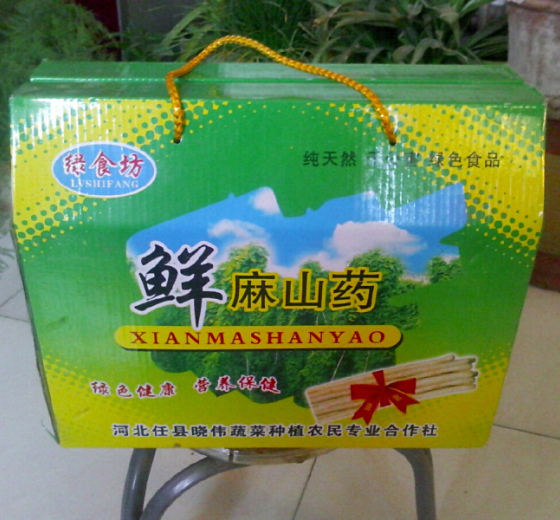 绿食坊
LVSHIFANG
纯天然 绿色食品
鲜麻山药
XIANMASHANYAO
绿色健康 营养保健
河北任县晓伟蔬菜种植农民专业合作社